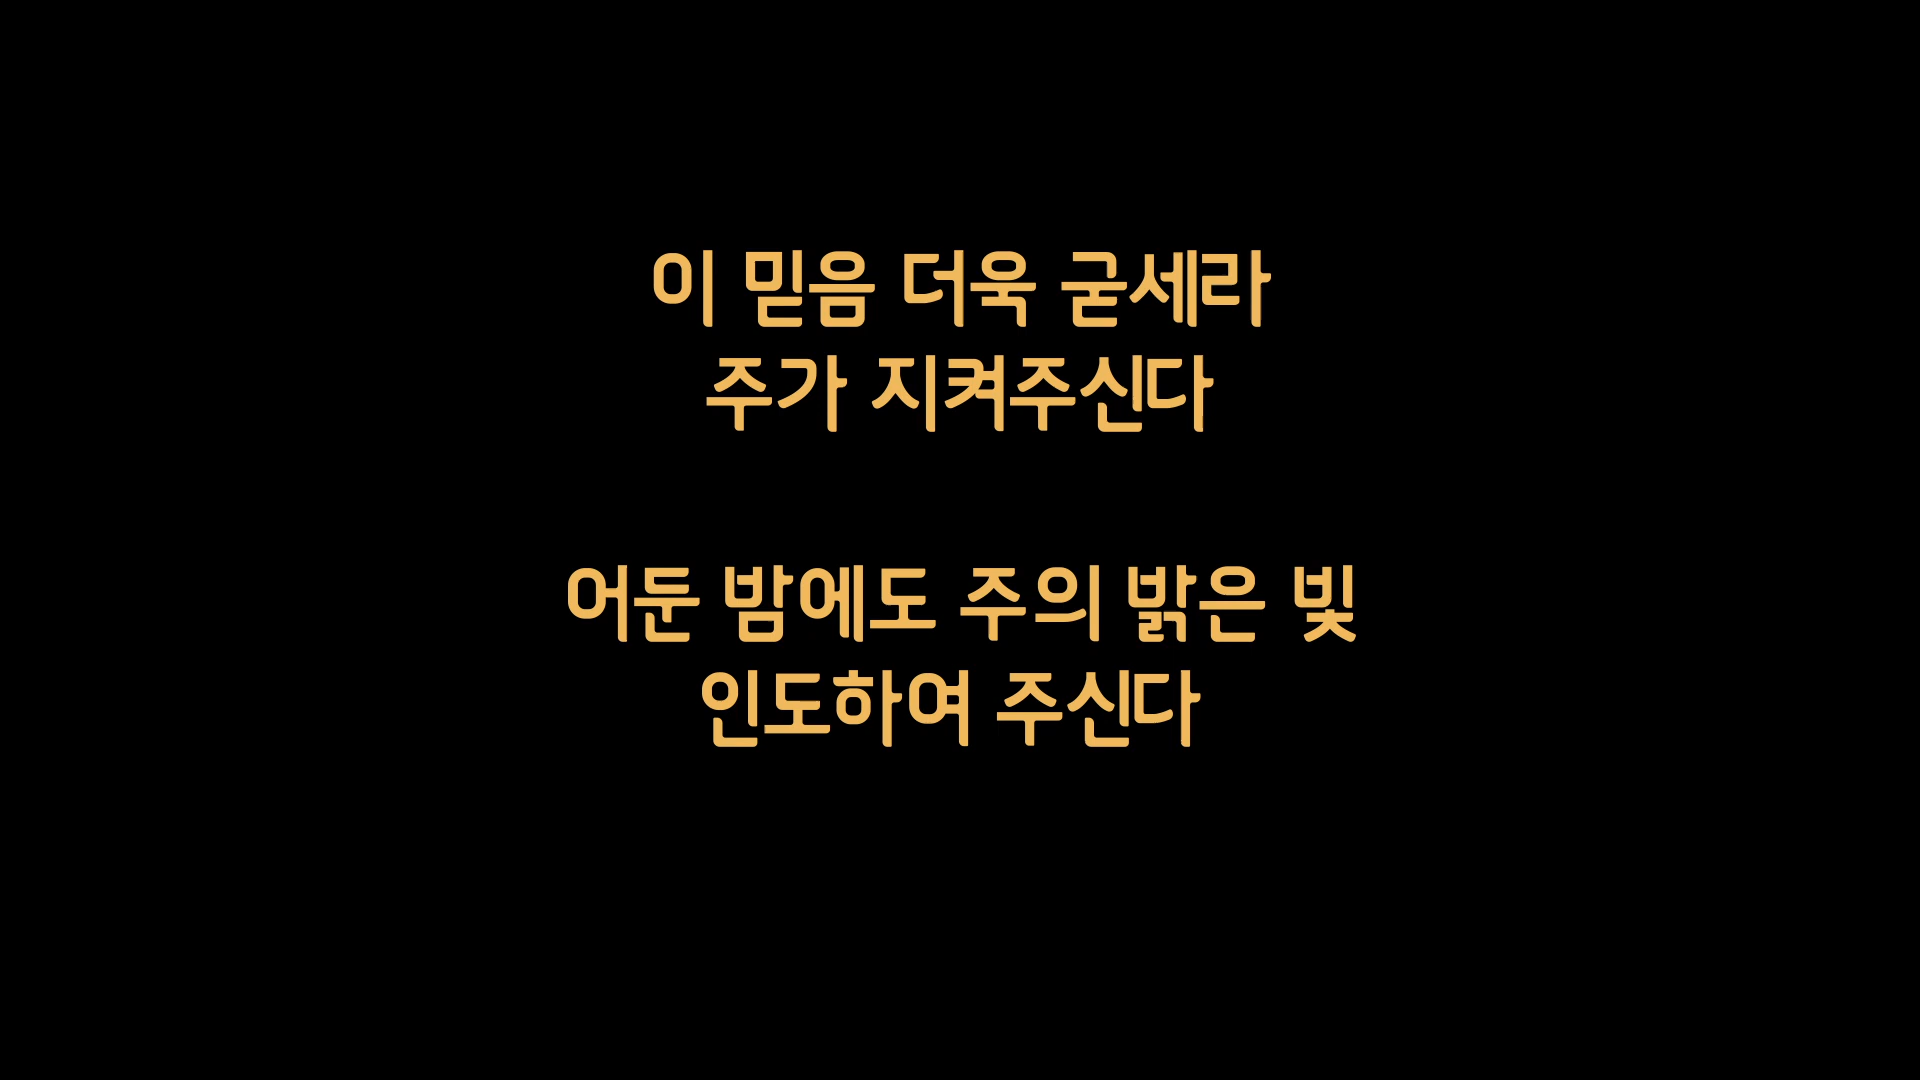 이 믿음 더욱 굳세라
주가 지켜주신다
어둔 밤에도 주의 밝은 빛
인도하여 주신다